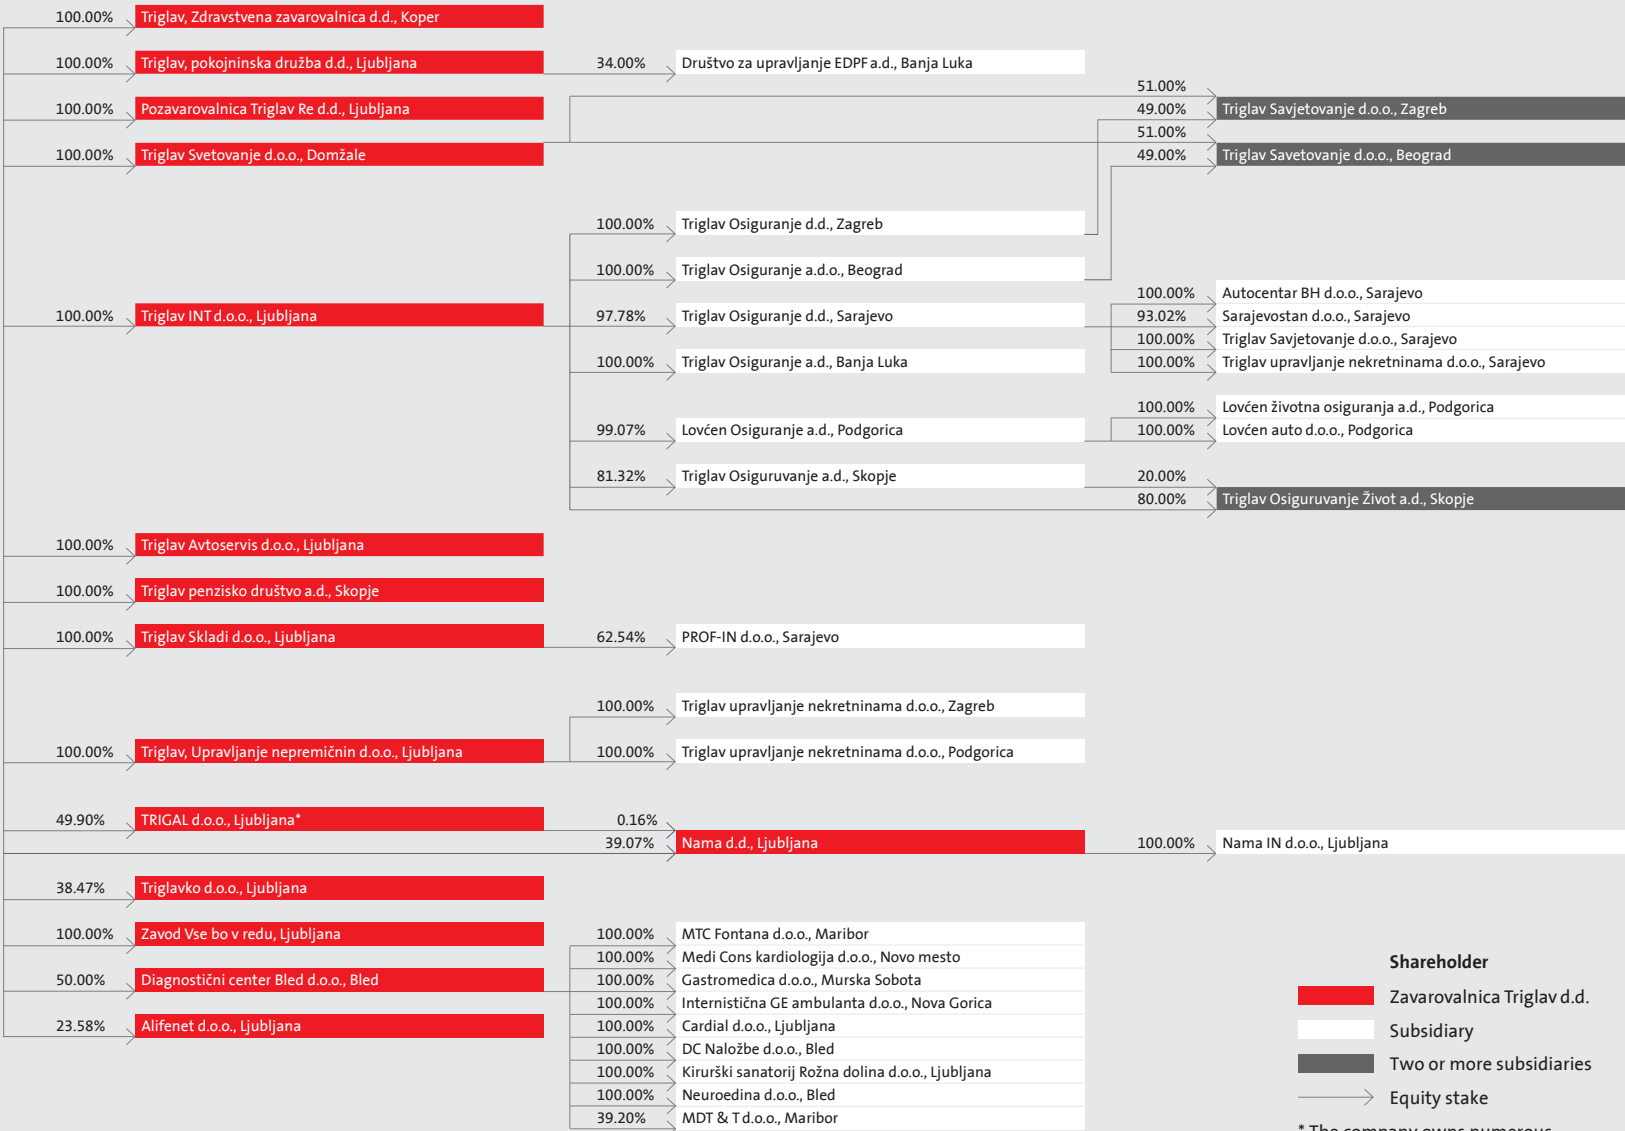 100.00% Triglav, Zdravstvena zavarovalnica d.d., Koper
100.00% Triglav, pokojninska družba d.d., Ljubljana 34.00% Društvo za upravljanje EDPF a.d., Banja Luka
51.00%
100.00% Pozavarovalnica Triglav Re d.d., Ljubljana 49.00% Triglav Savjetovanje d.o.o., Zagreb
51.00%
100.00% Triglav Svetovanje d.o.o., Domžale 49.00% Triglav Savetovanje d.o.o., Beograd
100.00% Triglav Osiguranje d.d., Zagreb
100.00% Triglav Osiguranje a.d.o., Beograd
100.00% Autocentar BH d.o.o., Sarajevo
100.00% Triglav INT d.o.o., Ljubljana 97.78% Triglav Osiguranje d.d., Sarajevo 93.02% Sarajevostan d.o.o., Sarajevo
100.00% Triglav Savjetovanje d.o.o., Sarajevo
100.00% Triglav Osiguranje a.d., Banja Luka 100.00% Triglav upravljanje nekretninama d.o.o., Sarajevo
100.00% Lovćen životna osiguranja a.d., Podgorica
99.07% Lovćen Osiguranje a.d., Podgorica 100.00% Lovćen auto d.o.o., Podgorica
81.32% Triglav Osiguruvanje a.d., Skopje 20.00%
80.00% Triglav Osiguruvanje Život a.d., Skopje
100.00% Triglav Avtoservis d.o.o., Ljubljana
100.00% Triglav penzisko društvo a.d., Skopje
100.00% Triglav Skladi d.o.o., Ljubljana 62.54% PROF-IN d.o.o., Sarajevo
100.00% Triglav upravljanje nekretninama d.o.o., Zagreb
100.00% Triglav, Upravljanje nepremičnin d.o.o., Ljubljana 100.00% Triglav upravljanje nekretninama d.o.o., Podgorica
49.90% TRIGAL d.o.o., Ljubljana* 0.16%
39.07% Nama d.d., Ljubljana 100.00% Nama IN d.o.o., Ljubljana
38.47% Triglavko d.o.o., Ljubljana
100.00% Zavod Vse bo v redu, Ljubljana 100.00% MTC Fontana d.o.o., Maribor
100.00% Medi Cons kardiologija d.o.o., Novo mesto
50.00% Diagnostični center Bled d.o.o., Bled 100.00% Gastromedica d.o.o., Murska Sobota
100.00% Internistična GE ambulanta d.o.o., Nova Gorica
23.58% Alifenet d.o.o., Ljubljana 100.00% Cardial d.o.o., Ljubljana
100.00% DC Naložbe d.o.o., Bled
100.00% Kirurški sanatorij Rožna dolina d.o.o., Ljubljana
100.00% Neuroedina d.o.o., Bled
39.20% MDT & T d.o.o., Maribor
Shareholder
Zavarovalnica Triglav d.d.
Subsidiary
Two or more subsidiaries
Equity stake
* The company owns numerous